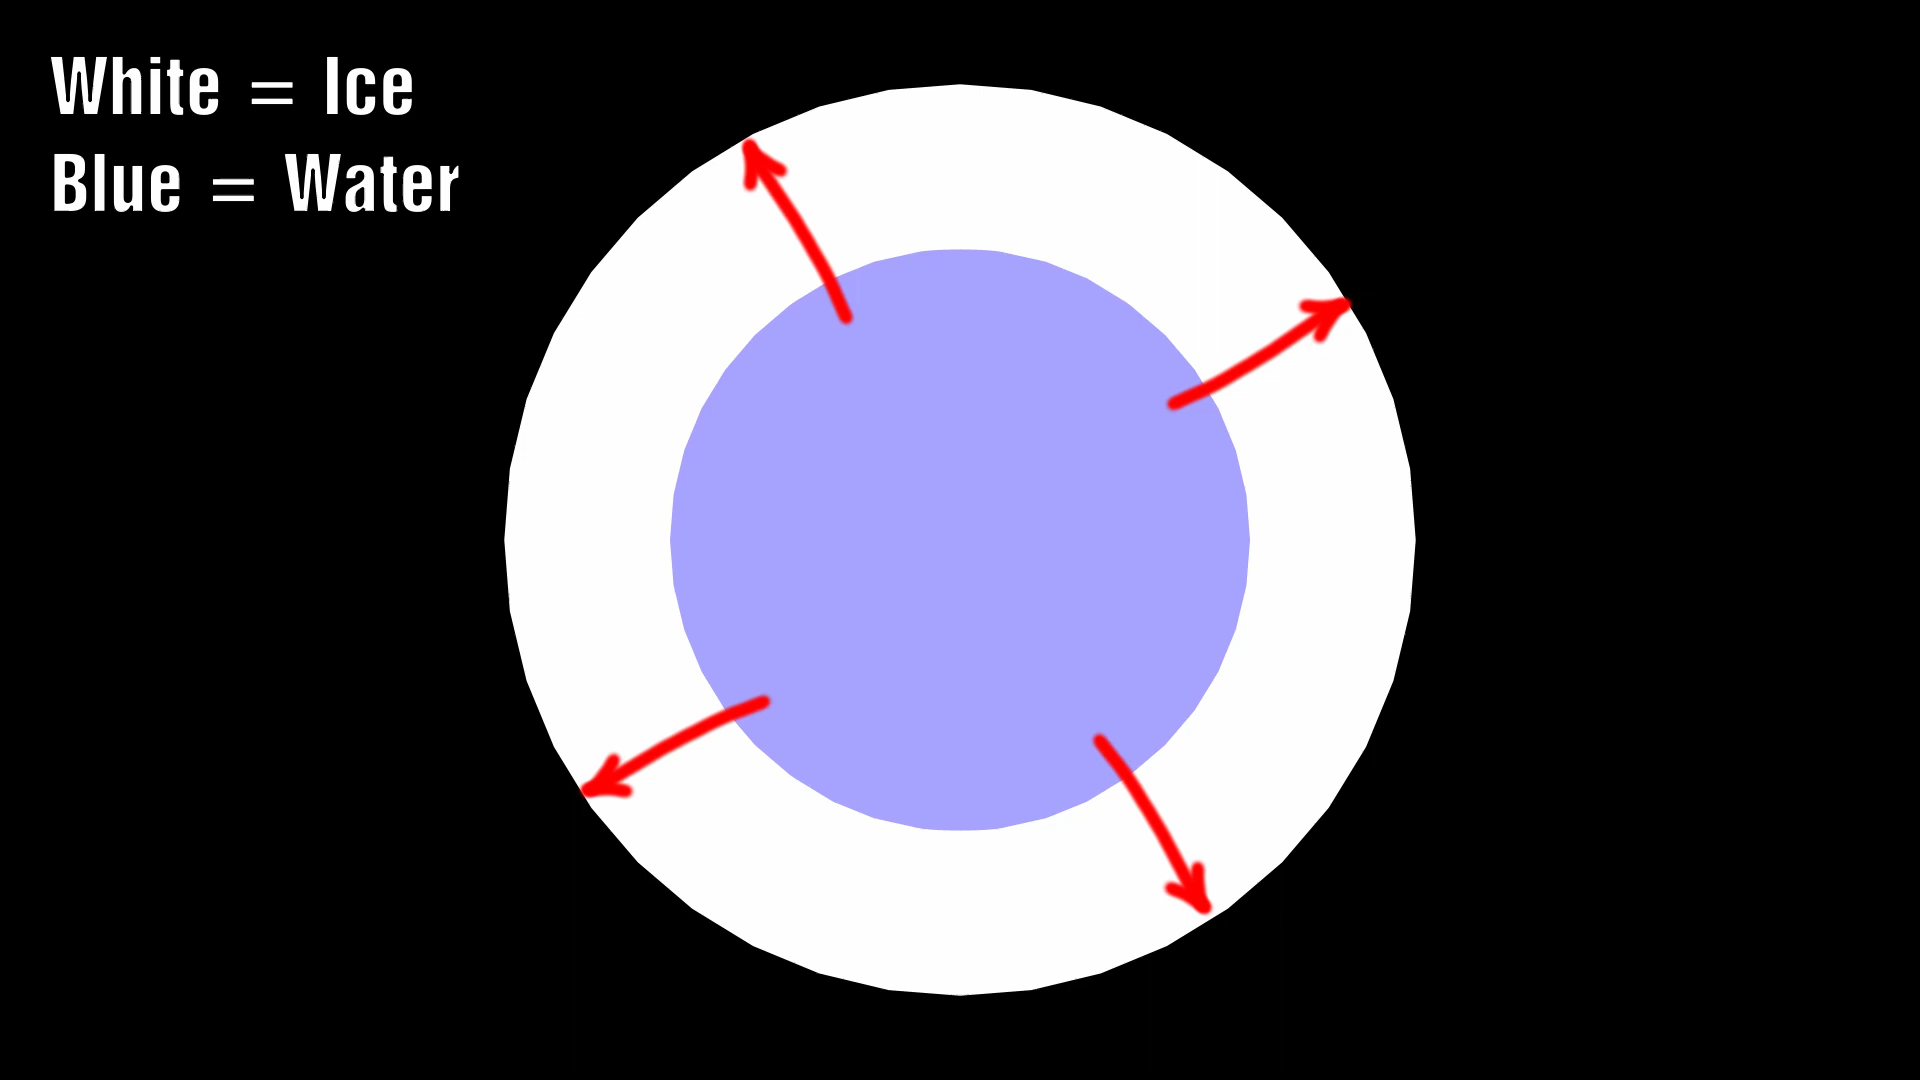 White = Ice
Blue = Water